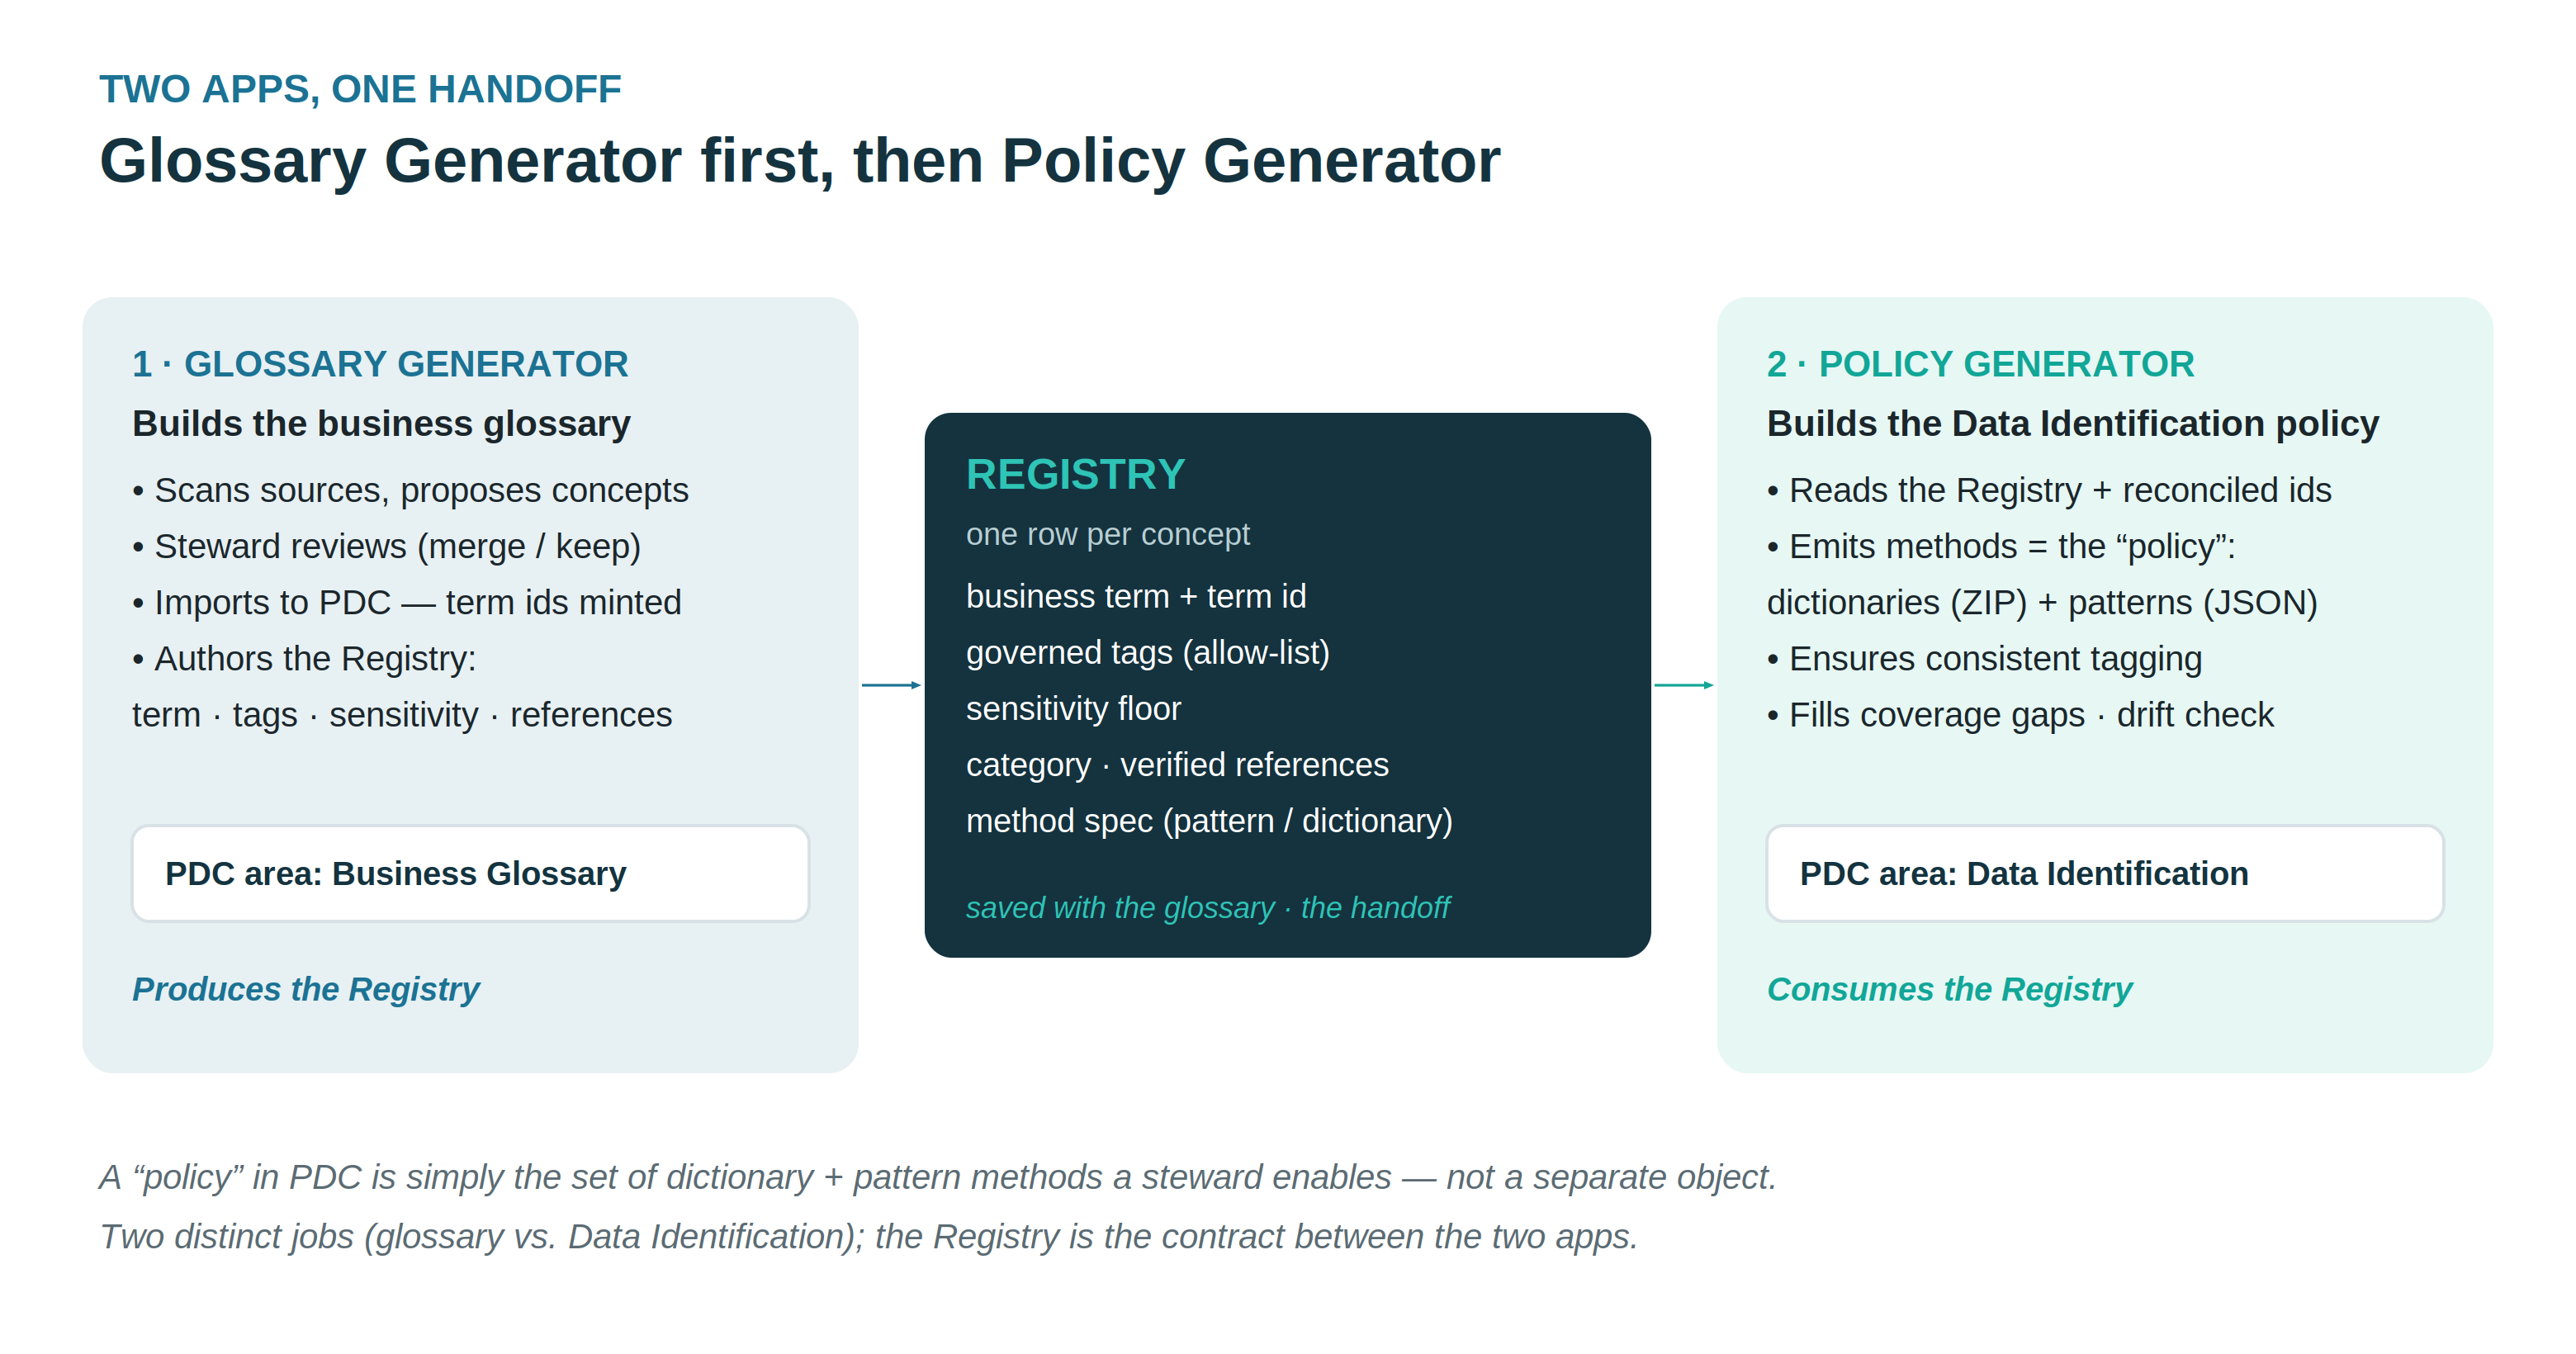 TWO APPS, ONE HANDOFF
Glossary Generator first, then Policy Generator
1 · GLOSSARY GENERATOR
Builds the business glossary
• Scans sources, proposes concepts
• Steward reviews (merge / keep)
• Imports to PDC — term ids minted
• Authors the Registry:
term · tags · sensitivity · references
PDC area: Business Glossary
Produces the Registry
REGISTRY
one row per concept
business term + term id
governed tags (allow-list)
sensitivity floor
category · verified references
method spec (pattern / dictionary)
saved with the glossary · the handoff
2 · POLICY GENERATOR
Builds the Data Identification policy
• Reads the Registry + reconciled ids
• Emits methods = the “policy”:
dictionaries (ZIP) + patterns (JSON)
• Ensures consistent tagging
• Fills coverage gaps · drift check
PDC area: Data Identification
Consumes the Registry
A “policy” in PDC is simply the set of dictionary + pattern methods a steward enables — not a separate object.
Two distinct jobs (glossary vs. Data Identification); the Registry is the contract between the two apps.